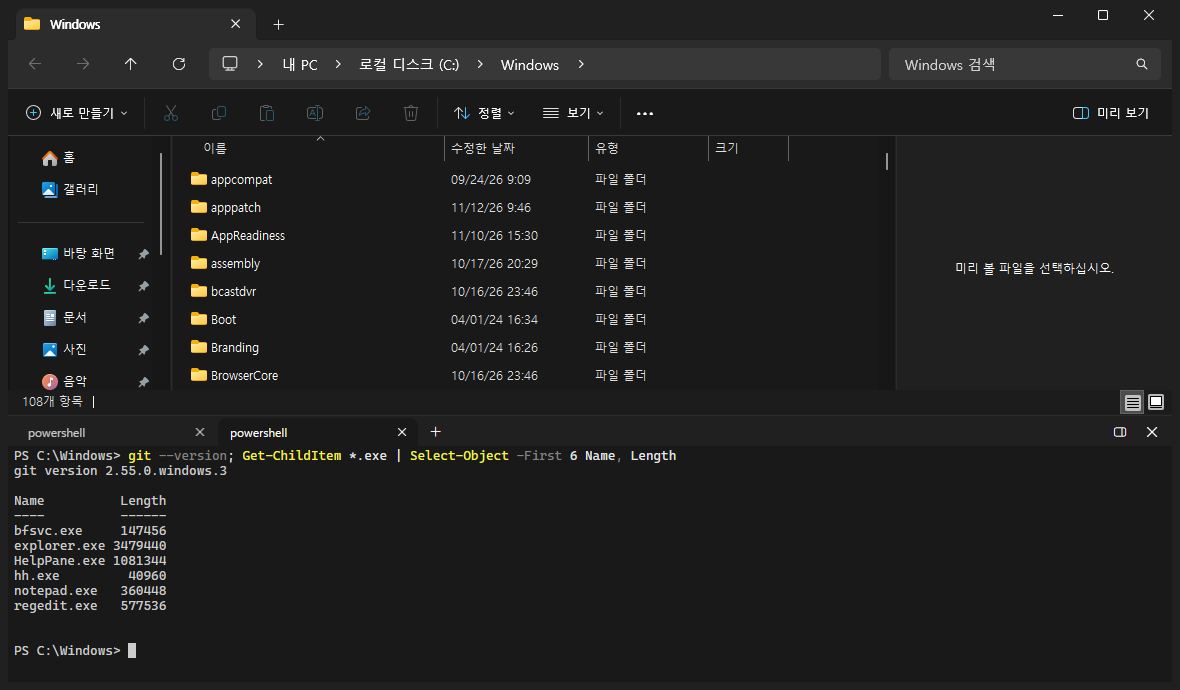 Windows
내 PC
로컬 디스크 (C:)
Windows
Windows 검색
새로 만들기
정렬
보기
미리 보기
홈
갤러리
바탕 화면
다운로드
문서
사진
음악
이름 수정한 날짜 유형 크기
appcompat 09/24/26 9:09 파일 폴더
apppatch 11/12/26 9:46 파일 폴더
AppReadiness 11/10/26 15:30 파일 폴더
assembly 10/17/26 20:29 파일 폴더
bcastdvr 10/16/26 23:46 파일 폴더
Boot 04/01/24 16:34 파일 폴더
Branding 04/01/24 16:26 파일 폴더
BrowserCore 10/16/26 23:46 파일 폴더
미리 볼 파일을 선택하십시오.
108개 항목
powershell
powershell
PS C:\Windows> git --version; Get-ChildItem *.exe | Select-Object -First 6 Name, Length
git version 2.55.0.windows.3
Name Length
---- ------
bfsvc.exe 147456
explorer.exe 3479440
HelpPane.exe 1081344
hh.exe 40960
notepad.exe 360448
regedit.exe 577536
PS C:\Windows>